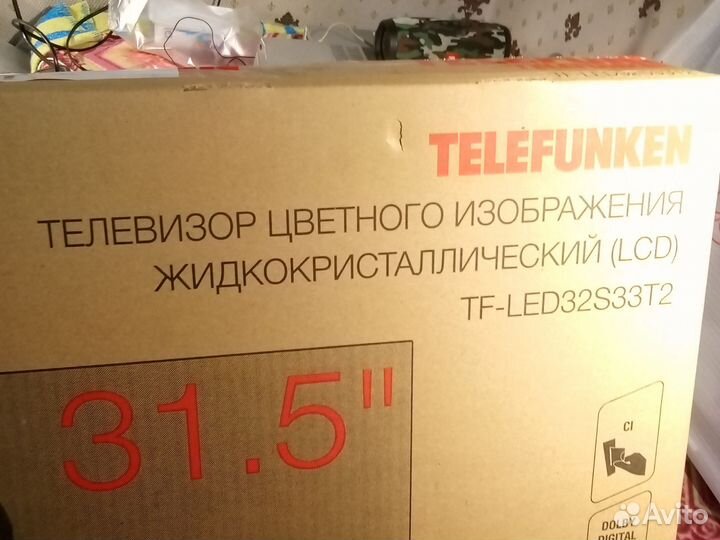 TELEFUNKEN
ТЕЛЕВИЗОР ЦВЕТНОГО ИЗОБРАЖЕНИЯ
ЖИДКОКРИСТАЛЛИЧЕСКИЙ (LCD)
TF-LED32S33T2
31.5"
CI
DOLBY
DIGITAL
Avito